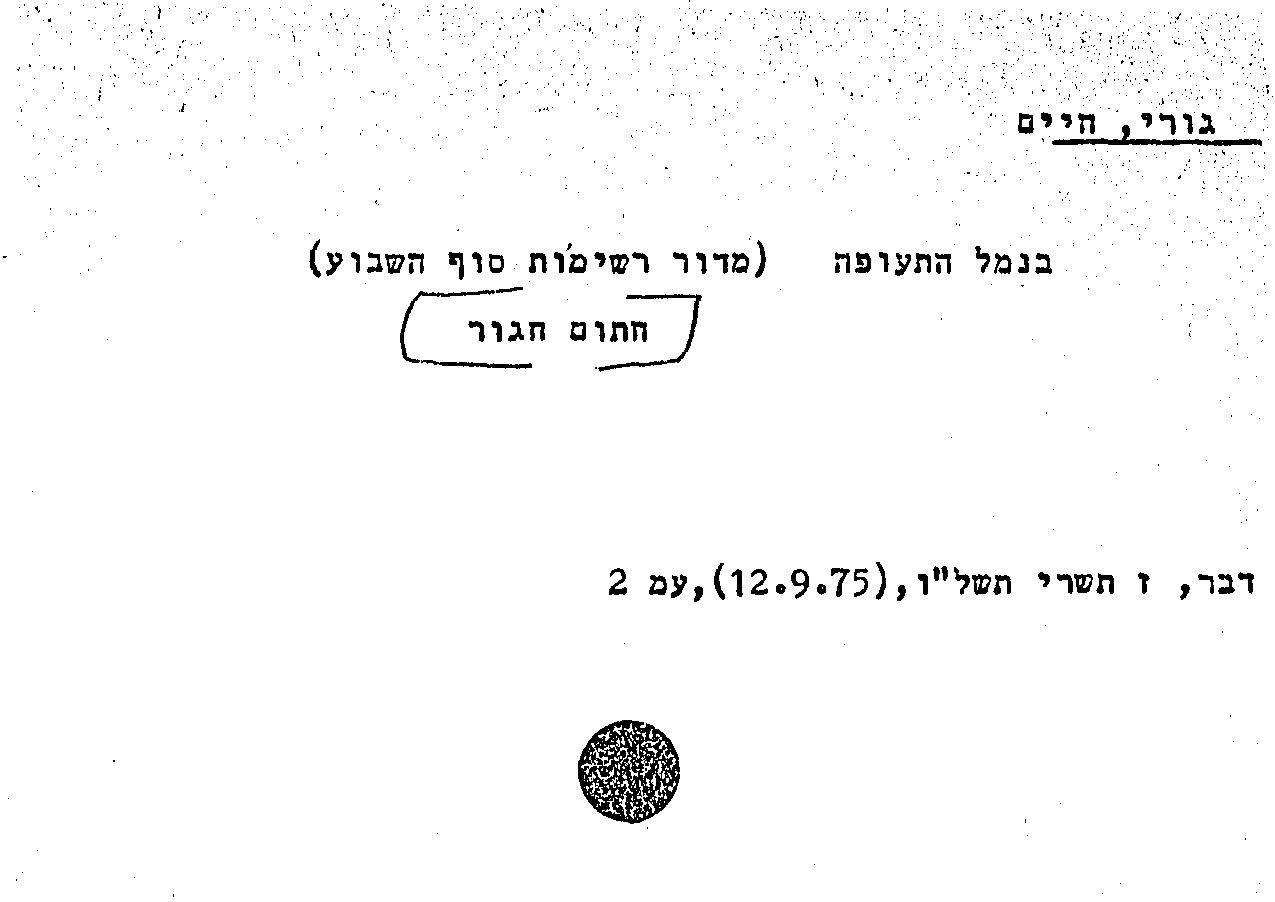 גורי, חיים
בנמל התעופה (מדור רשימות סוף השבוע)
חתום חגור
דבר, ז תשרי תשל"ו,(12.9.75),עמ 2